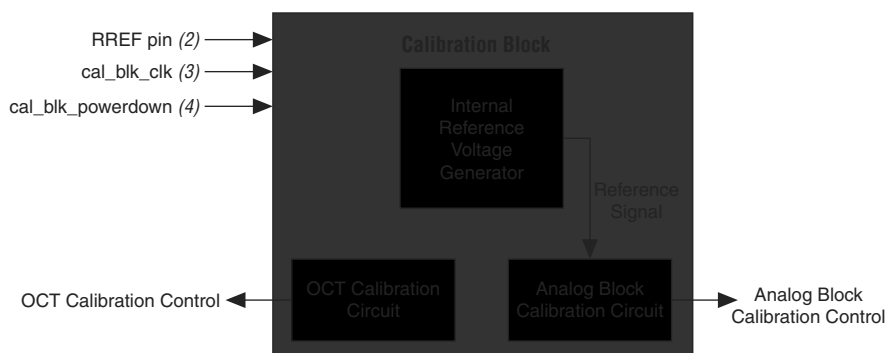 RREF pin (2)
cal_blk_clk (3)
cal_blk_powerdown (4)
Calibration Block
Internal
Reference
Voltage
Generator
Reference
Signal
OCT Calibration
Circuit
Analog Block
Calibration Circuit
OCT Calibration Control
Analog Block
Calibration Control